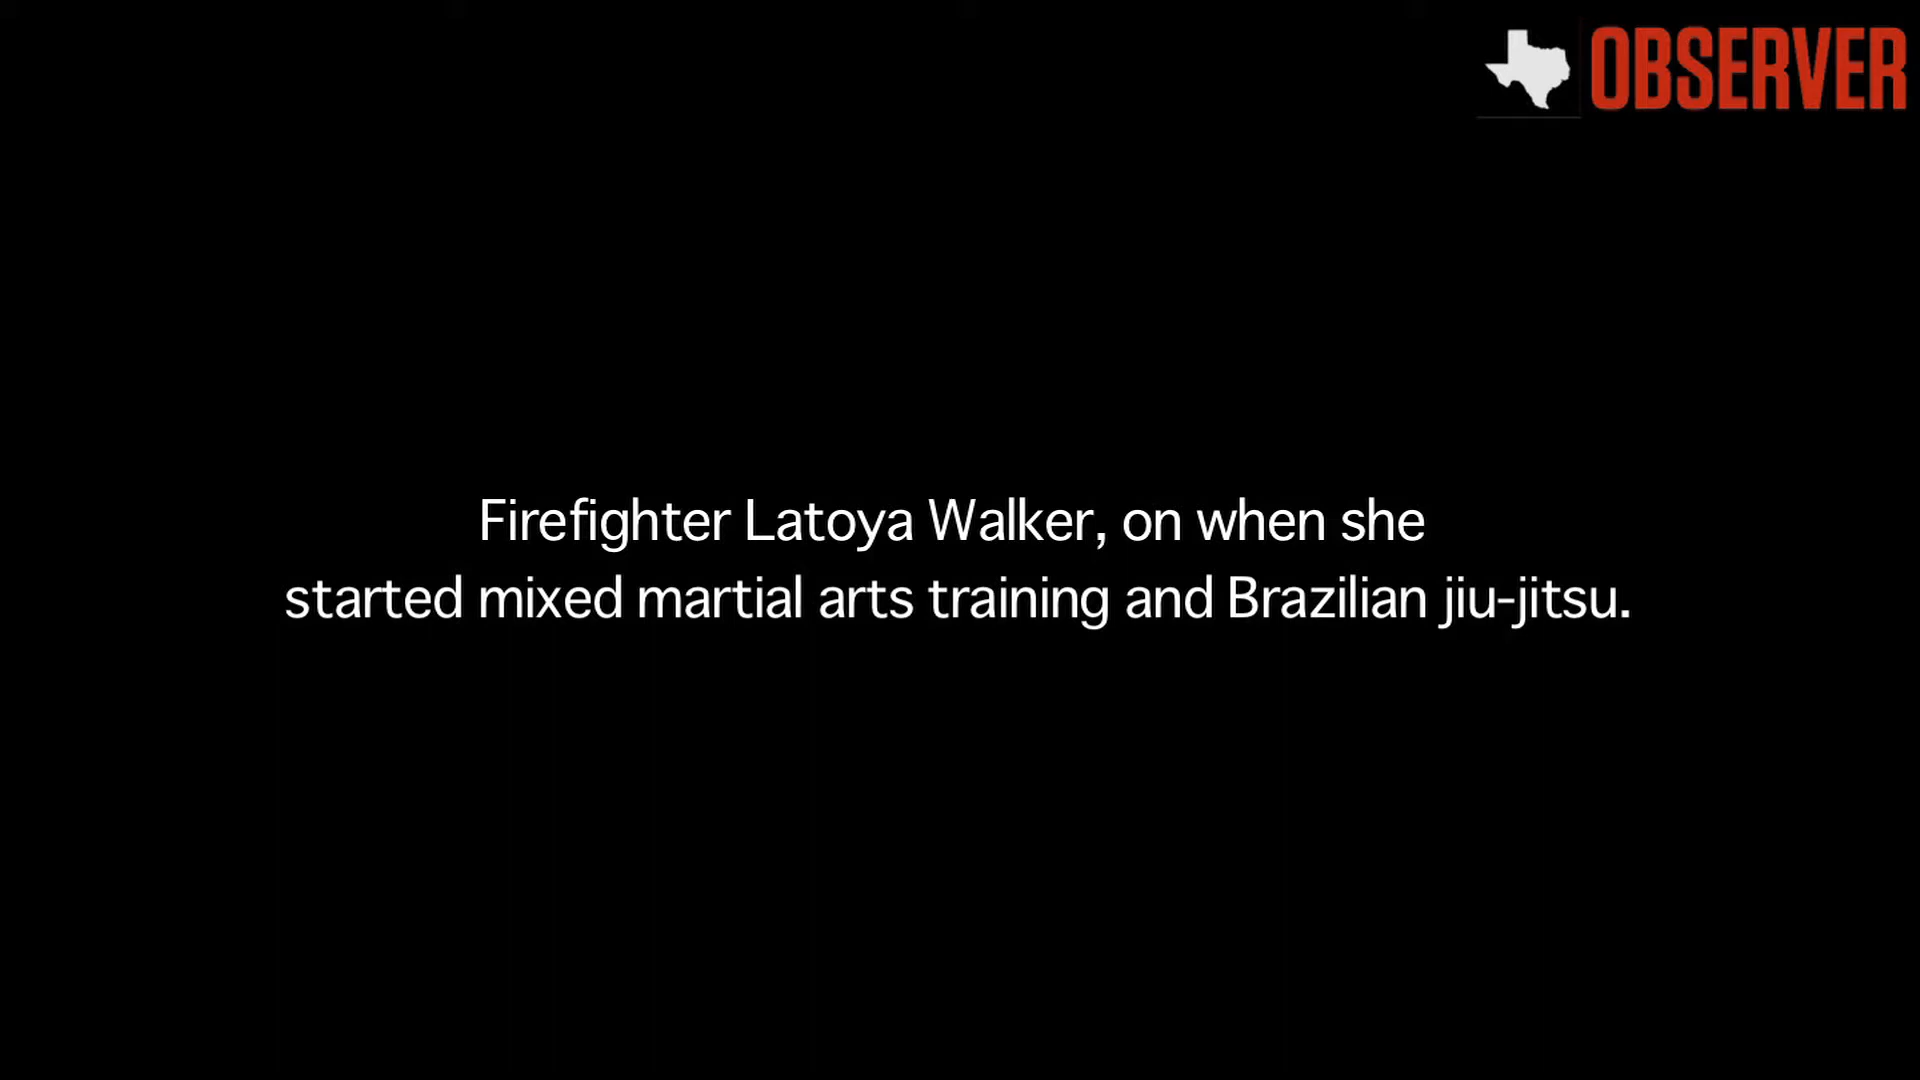 OBSERVER
Firefighter Latoya Walker, on when she
started mixed martial arts training and Brazilian jiu-jitsu.